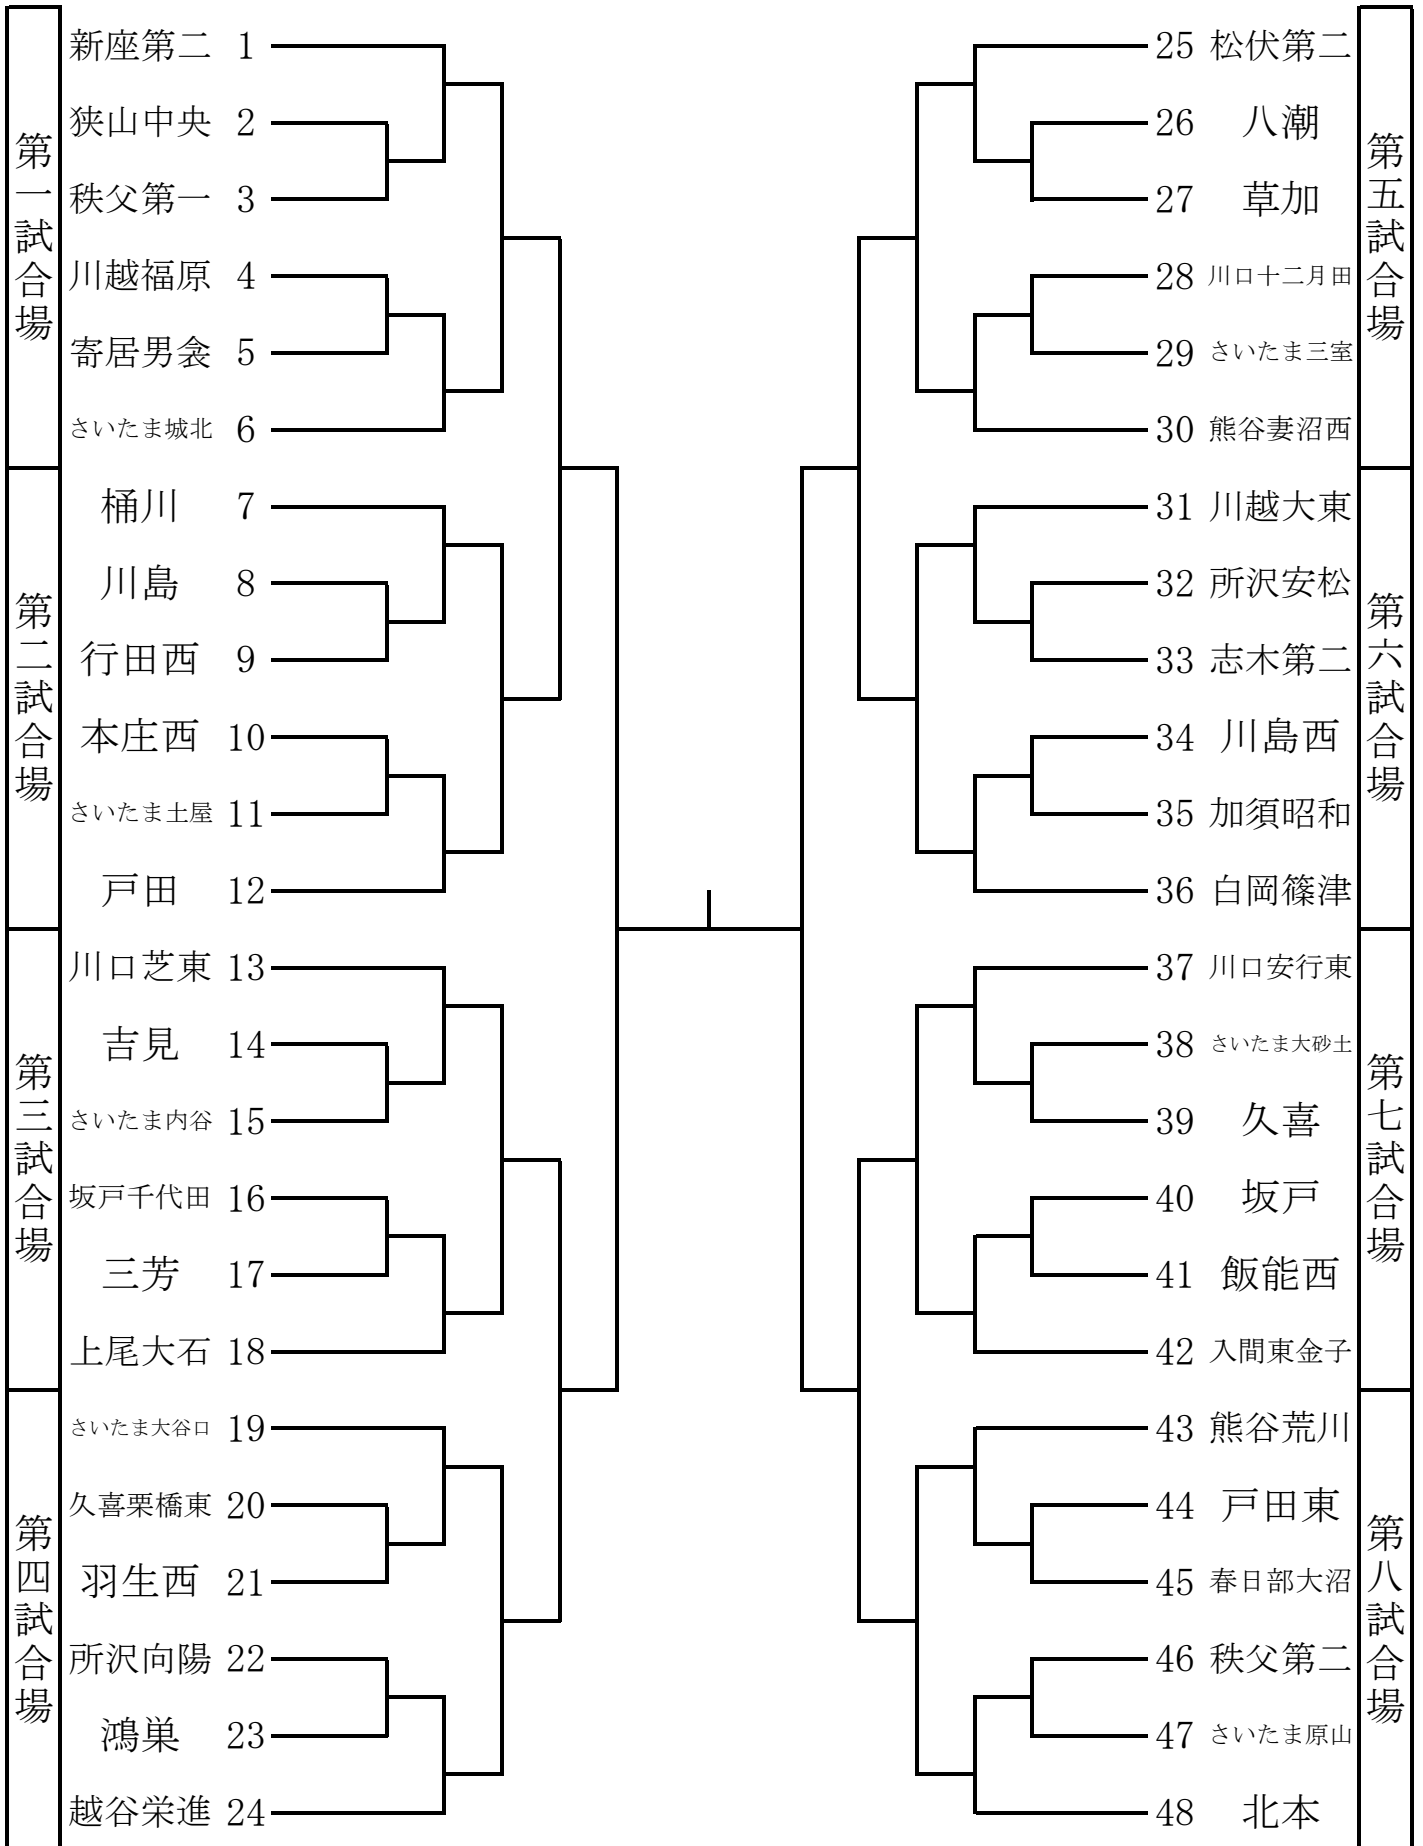 第一試合場
新座第二 1
狭山中央 2
秩父第一 3
川越福原 4
寄居男衾 5
さいたま城北 6
第二試合場
桶川 7
川島 8
行田西 9
本庄西 10
さいたま土屋 11
戸田 12
第三試合場
川口芝東 13
吉見 14
さいたま内谷 15
坂戸千代田 16
三芳 17
上尾大石 18
第四試合場
さいたま大谷口 19
久喜栗橋東 20
羽生西 21
所沢向陽 22
鴻巣 23
越谷栄進 24
第五試合場
25 松伏第二
26 八潮
27 草加
28 川口十二月田
29 さいたま三室
30 熊谷妻沼西
第六試合場
31 川越大東
32 所沢安松
33 志木第二
34 川島西
35 加須昭和
36 白岡篠津
第七試合場
37 川口安行東
38 さいたま大砂土
39 久喜
40 坂戸
41 飯能西
42 入間東金子
第八試合場
43 熊谷荒川
44 戸田東
45 春日部大沼
46 秩父第二
47 さいたま原山
48 北本